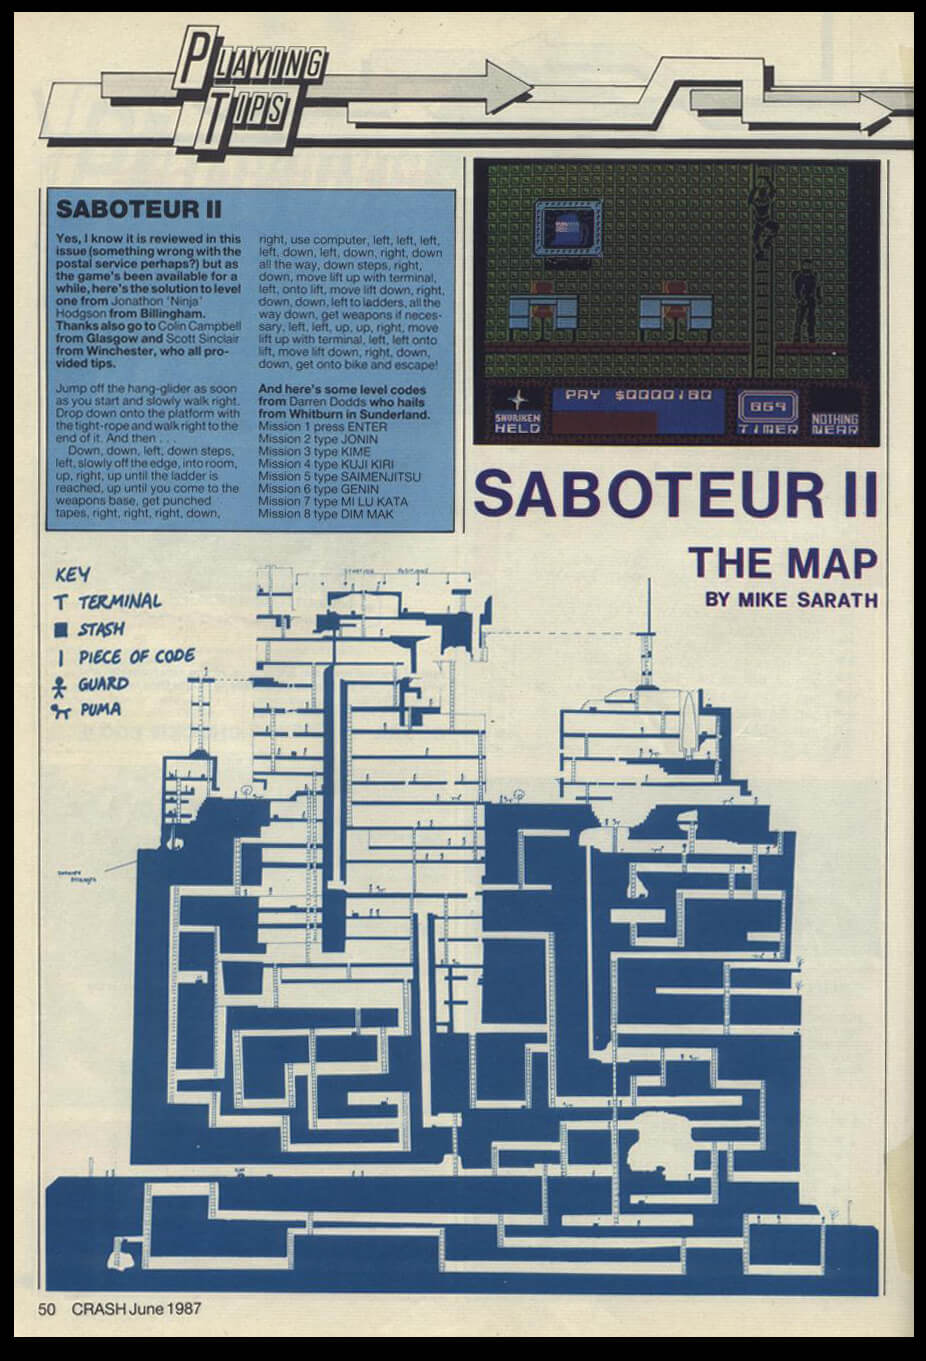 PLAYING
TIPS
SABOTEUR II
Yes, I know it is reviewed in this
issue (something wrong with the
postal service perhaps?) but as
the game's been available for a
while, here's the solution to level
one from Jonathon 'Ninja'
Hodgson from Billingham.
Thanks also go to Colin Campbell
from Glasgow and Scott Sinclair
from Winchester, who all pro-
vided tips.
Jump off the hang-glider as soon
as you start and slowly walk right.
Drop down onto the platform with
the tight-rope and walk right to the
end of it. And then . . .
Down, down, left, down steps,
left, slowly off the edge, into room,
up, right, up until the ladder is
reached, up until you come to the
weapons base, get punched
tapes, right, right, right, down,
right, use computer, left, left, left,
left, down, left, down, right, down
all the way, down steps, right,
down, move lift up with terminal,
left, onto lift, move lift down, right,
down, down, left to ladders, all the
way down, get weapons if neces-
sary, left, left, up, up, right, move
lift up with terminal, left, left onto
lift, move lift down, right, down,
down, get onto bike and escape!
And here's some level codes
from Darren Dodds who hails
from Whitburn in Sunderland.
Mission 1 press ENTER
Mission 2 type JONIN
Mission 3 type KIME
Mission 4 type KUJI KIRI
Mission 5 type SAIMENJITSU
Mission 6 type GENIN
Mission 7 type MI LU KATA
Mission 8 type DIM MAK
PAY $0000180
SHURIKEN
HELD
TIMER
NOTHING
NEAR
SABOTEUR II
THE MAP
BY MIKE SARATH
KEY
T TERMINAL
STASH
I PIECE OF CODE
GUARD
PUMA
STARTING POSITIONS
50 CRASH June 1987